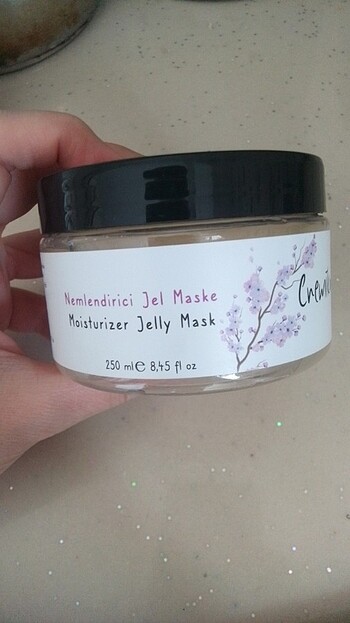 Nemlendirici Jel Maske
Moisturizer Jelly Mask
250 ml℮ 8,45 fl oz